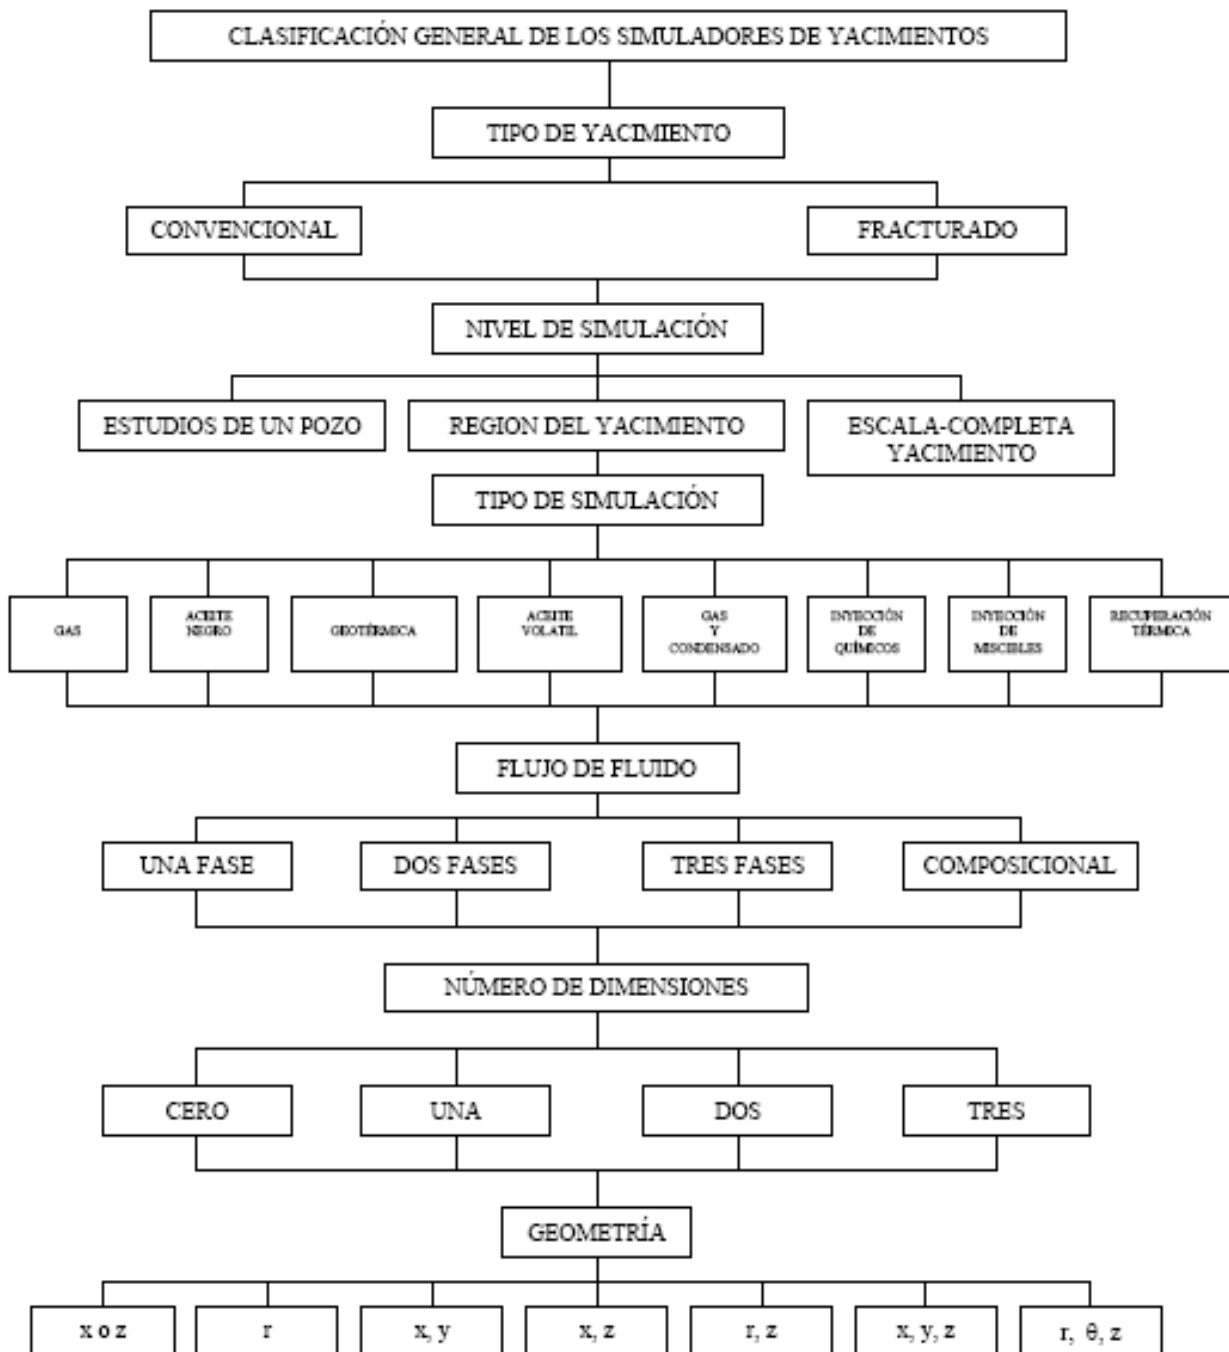 CLASIFICACIÓN GENERAL DE LOS SIMULADORES DE YACIMIENTOS
TIPO DE YACIMIENTO
CONVENCIONAL
FRACTURADO
NIVEL DE SIMULACIÓN
ESTUDIOS DE UN POZO
REGION DEL YACIMIENTO
ESCALA-COMPLETA
YACIMIENTO
TIPO DE SIMULACIÓN
GAS
ACEITE
NEGRO
GEOTÉRMICA
ACEITE
VOLATIL
GAS
Y
CONDENSADO
INYECCIÓN
DE
QUÍMICOS
INYECCIÓN
DE
MISCIBLES
RECUPERACIÓN
TÉRMICA
FLUJO DE FLUIDO
UNA FASE
DOS FASES
TRES FASES
COMPOSICIONAL
NÚMERO DE DIMENSIONES
CERO
UNA
DOS
TRES
GEOMETRÍA
x o z
r
x, y
x, z
r, z
x, y, z
r, θ, z